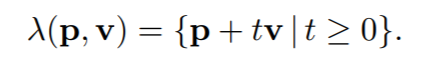 λ(p, v) = {p + tv | t ≥ 0}.